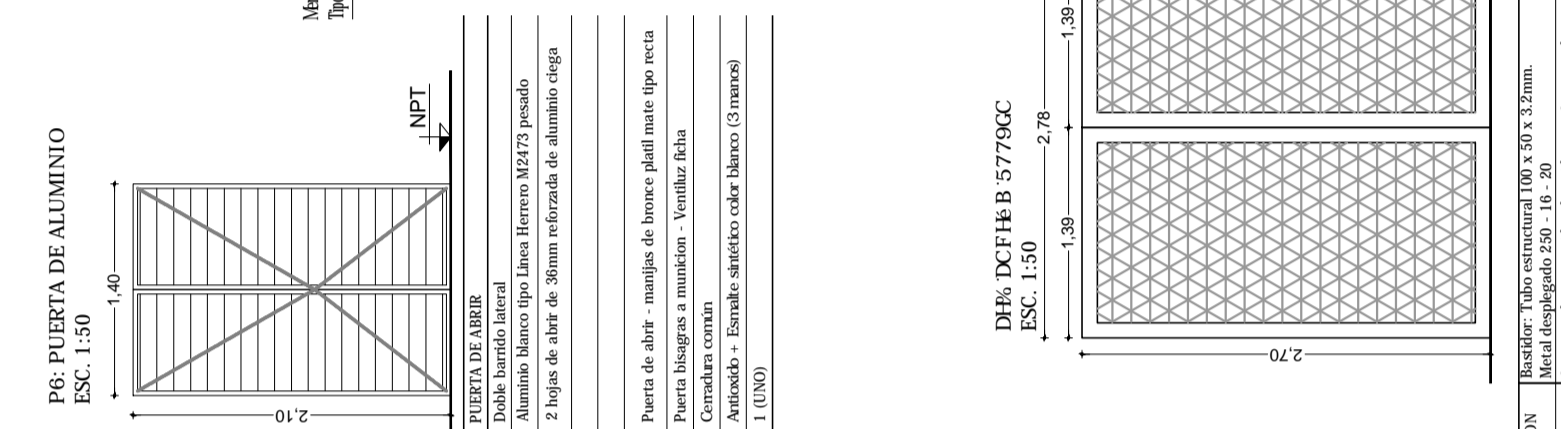 P6: PUERTA DE ALUMINIO
ESC. 1:50
1,40
2,10
NPT
PUERTA DE ABRIR
Doble barrido lateral
Aluminio blanco tipo Linea Herrero M2473 pesado
2 hojas de abrir de 36mm reforzada de aluminio ciega
Puerta de abrir - manijas de bronce platil mate tipo recta
Puerta bisagras a municion - Ventiluz ficha
Cerradura común
Antioxido + Esmalte sintético color blanco (3 manos)
1 (UNO)
ESC. 1:50
2,78
1,39
1,39
2,70
Bastidor: Tubo estructural 100 x 50 x 3.2mm.
Metal desplegado 250 - 16 - 20